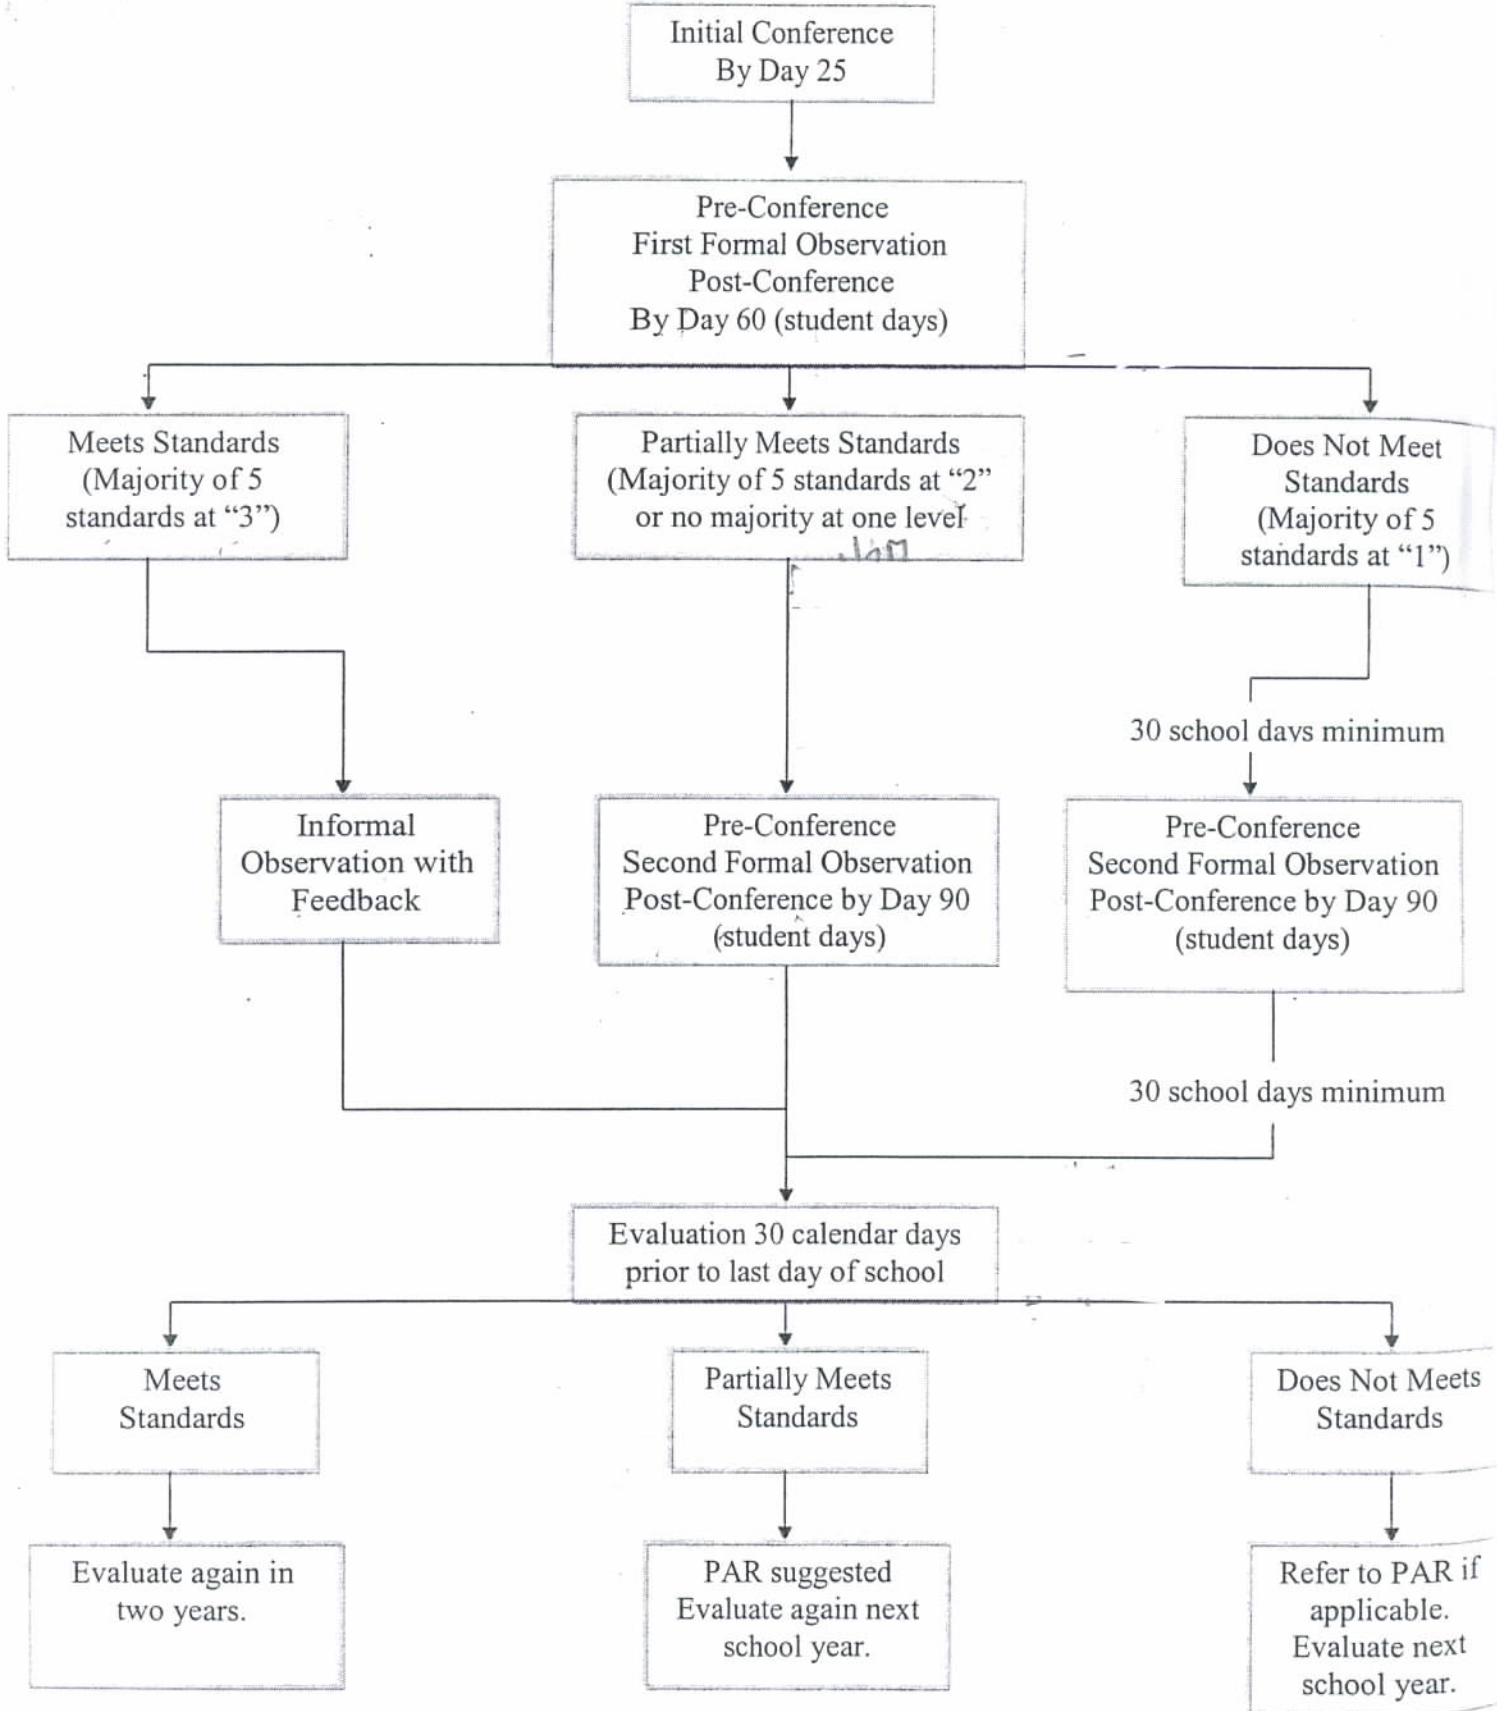 Initial Conference
By Day 25
Pre-Conference
First Formal Observation
Post-Conference
By Day 60 (student days)
Meets Standards
(Majority of 5
standards at “3”)
Partially Meets Standards
(Majority of 5 standards at “2”
or no majority at one level
Does Not Meet
Standards
(Majority of 5
standards at “1”)
30 school days minimum
Informal
Observation with
Feedback
Pre-Conference
Second Formal Observation
Post-Conference by Day 90
(student days)
Pre-Conference
Second Formal Observation
Post-Conference by Day 90
(student days)
30 school days minimum
Evaluation 30 calendar days
prior to last day of school
Meets
Standards
Partially Meets
Standards
Does Not Meets
Standards
Evaluate again in
two years.
PAR suggested
Evaluate again next
school year.
Refer to PAR if
applicable.
Evaluate next
school year.